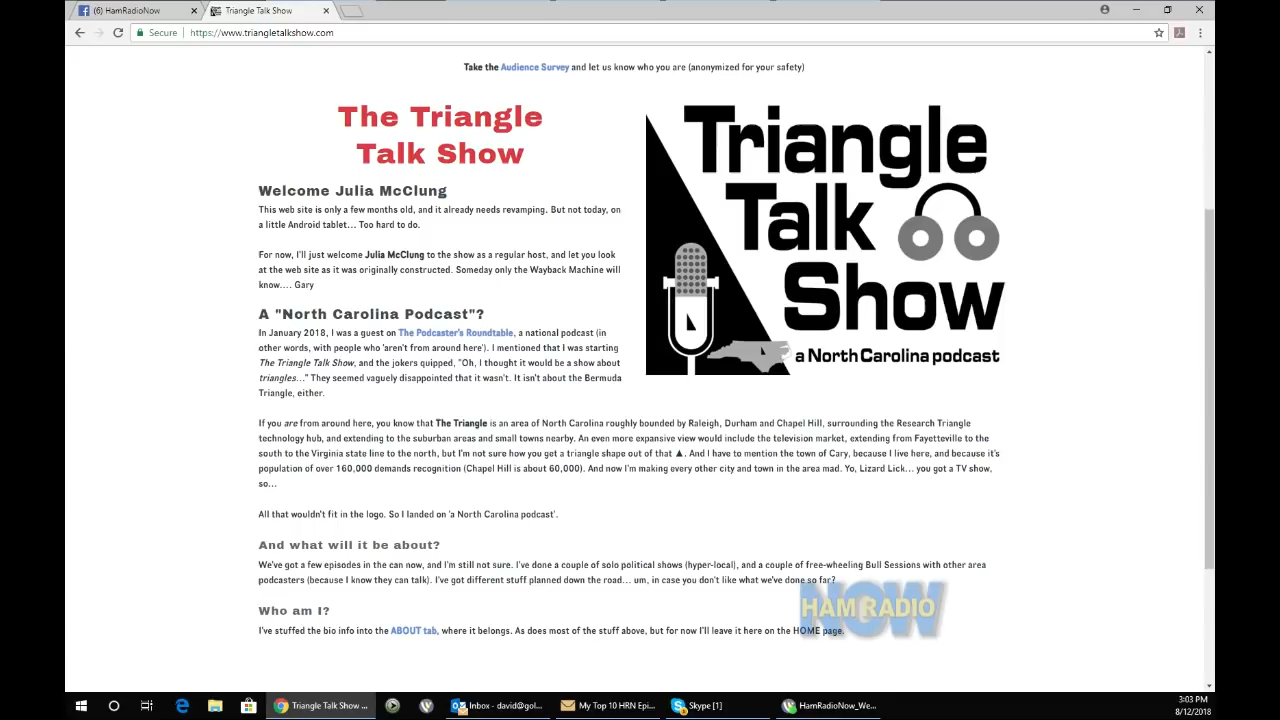 (6) HamRadioNow
Triangle Talk Show
Secure
https://www.triangletalkshow.com
Take the Audience Survey and let us know who you are (anonymized for your safety)
The Triangle
Talk Show
Welcome Julia McClung
This web site is only a few months old, and it already needs revamping. But not today, on
a little Android tablet... Too hard to do.
For now, I'll just welcome Julia McClung to the show as a regular host, and let you look
at the web site as it was originally constructed. Someday only the Wayback Machine will
know.... Gary
A "North Carolina Podcast"?
In January 2018, I was a guest on The Podcaster's Roundtable, a national podcast (in
other words, with people who 'aren't from around here'). I mentioned that I was starting
The Triangle Talk Show, and the jokers quipped, "Oh, I thought it would be a show about
triangles..." They seemed vaguely disappointed that it wasn't. It isn't about the Bermuda
Triangle, either.
Triangle
Talk
Show
a North Carolina podcast
If you are from around here, you know that The Triangle is an area of North Carolina roughly bounded by Raleigh, Durham and Chapel Hill, surrounding the Research Triangle
technology hub, and extending to the suburban areas and small towns nearby. An even more expansive view would include the television market, extending from Fayetteville to the
south to the Virginia state line to the north, but I'm not sure how you get a triangle shape out of that ▲. And I have to mention the town of Cary, because I live here, and because it's
population of over 160,000 demands recognition (Chapel Hill is about 60,000). And now I'm making every other city and town in the area mad. Yo, Lizard Lick... you got a TV show,
so...
All that wouldn't fit in the logo. So I landed on 'a North Carolina podcast'.
And what will it be about?
We've got a few episodes in the can now, and I'm still not sure. I've done a couple of solo political shows (hyper-local), and a couple of free-wheeling Bull Sessions with other area
podcasters (because I know they can talk). I've got different stuff planned down the road... um, in case you don't like what we've done so far?
NOW
HAM RADIO
Who am I?
I've stuffed the bio info into the ABOUT tab, where it belongs. As does most of the stuff above, but for now I'll leave it here on the HOME page.
Triangle Talk Show ...
Inbox - david@gol...
My Top 10 HRN Epi...
Skype [1]
HamRadioNow_We...
3:03 PM
8/12/2018